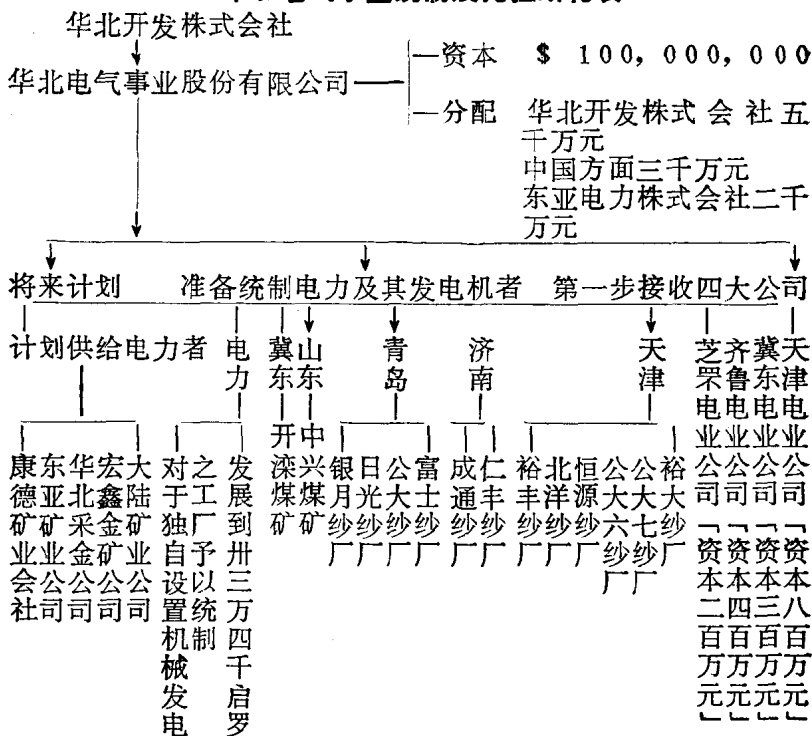 华北开发株式会社
华北电气事业股份有限公司
资本 $ 100,000,000
分配 华北开发株式会社五
千万元
中国方面三千万元
东亚电力株式会社二千
万元
将来计划 准备统制电力及其发电机者 第一步接收四大公司
计划供给电力者
康德矿业会社
东亚矿业公司
华北采金公司
宏鑫金矿公司
大陆矿业公司
电力
对于独自设置机械发电
之工厂予以统制
发展到卅三万四千启罗
冀东
开滦煤矿
山东
中兴煤矿
青岛
银月纱厂
日光纱厂
公大纱厂
富士纱厂
济南
成通纱厂
仁丰纱厂
天津
裕丰纱厂
北洋纱厂
恒源纱厂
公大六纱厂
公大七纱厂
裕大纱厂
芝罘电业公司「资本二百万元」
齐鲁电业公司「资本四百万元」
冀东电业公司「资本三百万元」
天津电业公司「资本八百万元」